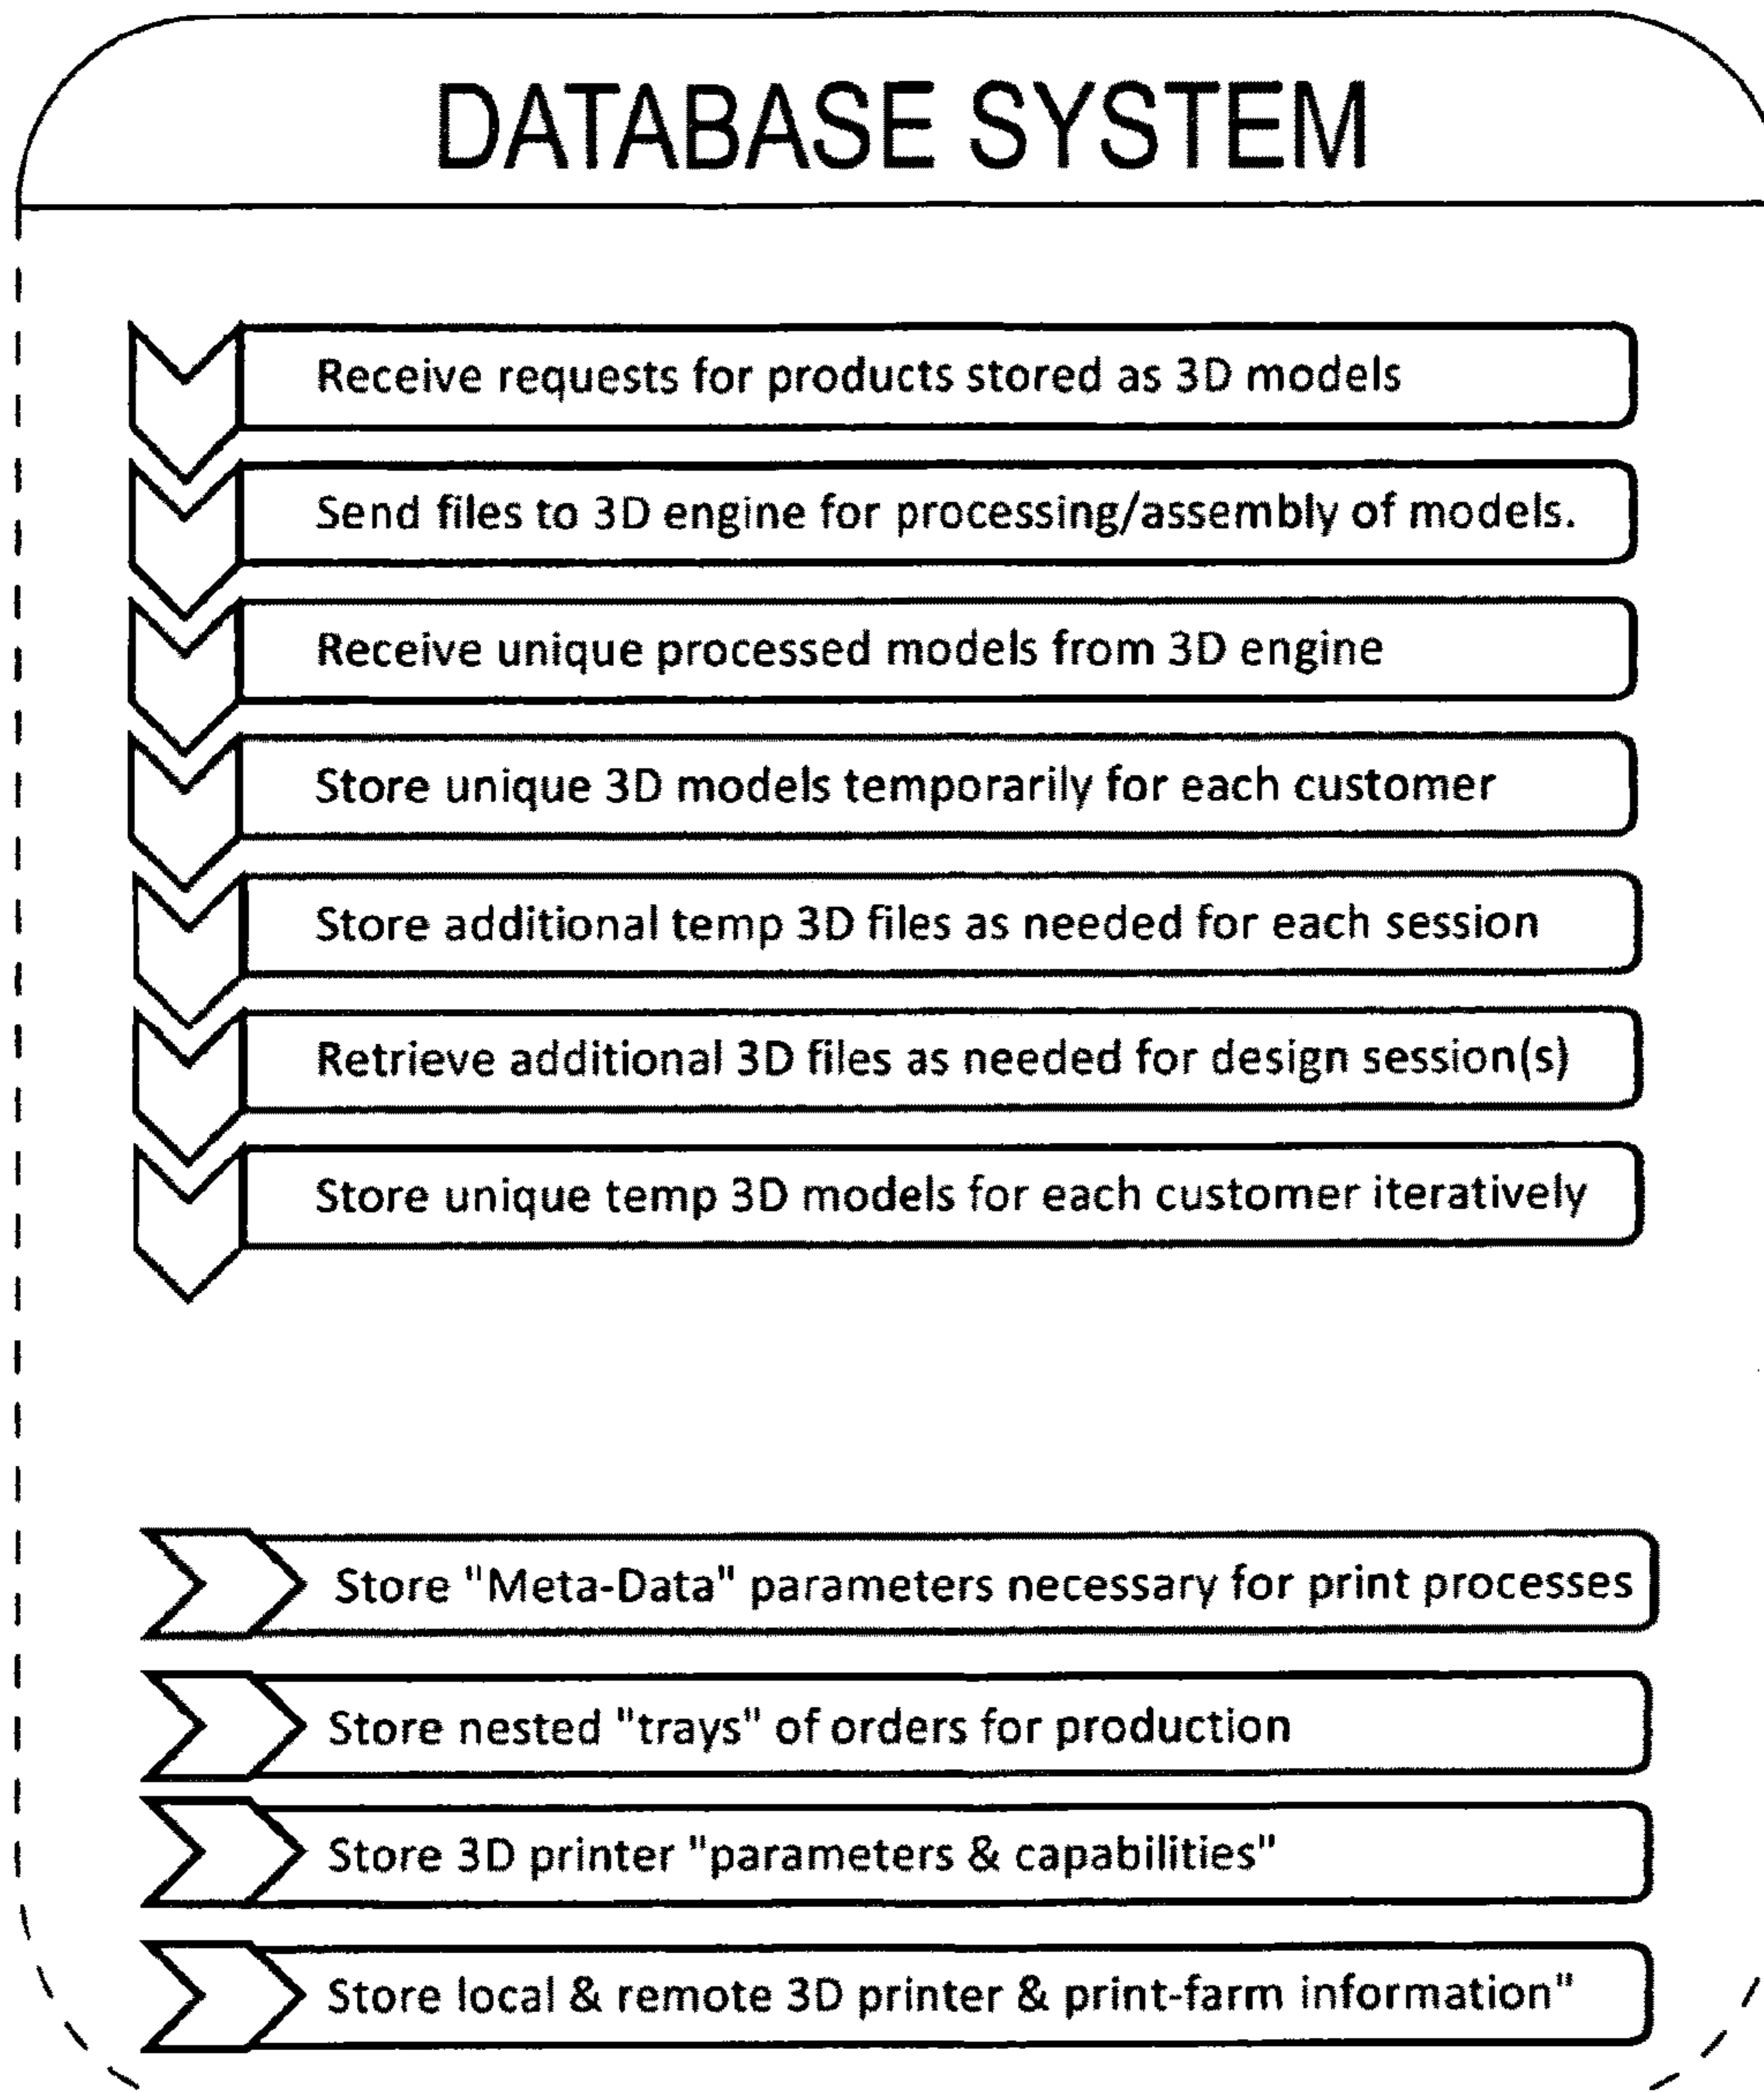 DATABASE SYSTEM
Receive requests for products stored as 3D models
Send files to 3D engine for processing/assembly of models.
Receive unique processed models from 3D engine
Store unique 3D models temporarily for each customer
Store additional temp 3D files as needed for each session
Retrieve additional 3D files as needed for design session(s)
Store unique temp 3D models for each customer iteratively
Store "Meta-Data" parameters necessary for print processes
Store nested "trays" of orders for production
Store 3D printer "parameters & capabilities"
Store local & remote 3D printer & print-farm information"